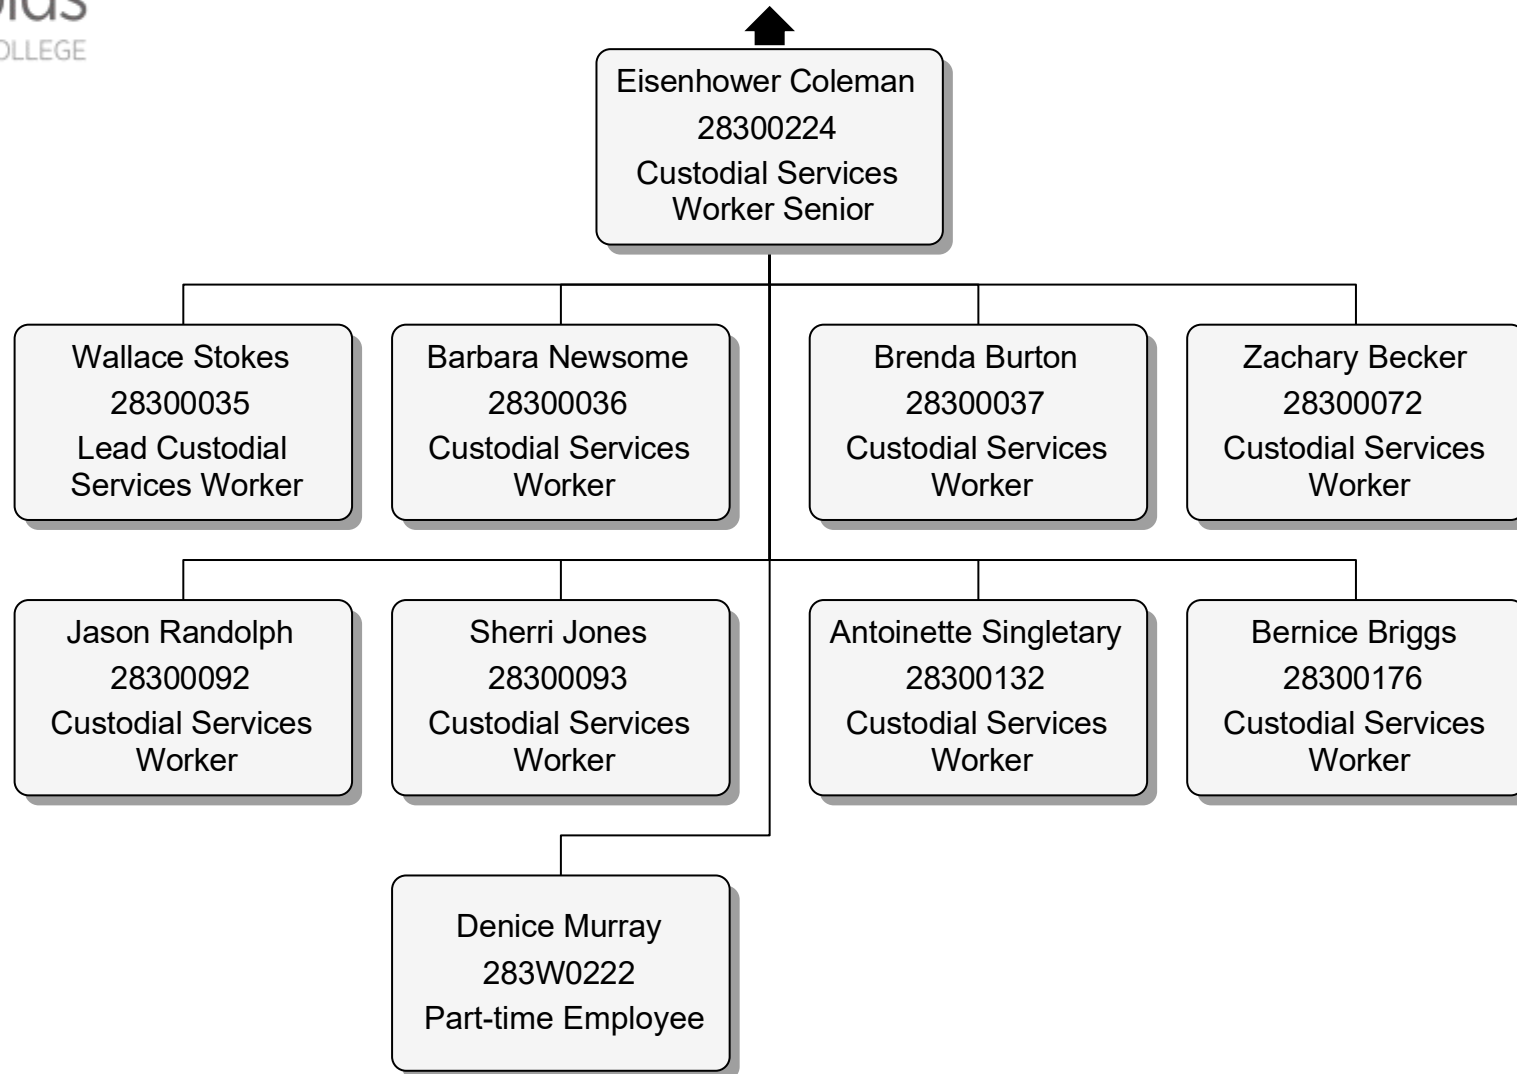 OLLEGE
Eisenhower Coleman
28300224
Custodial Services
Worker Senior
Wallace Stokes
28300035
Lead Custodial
Services Worker
Barbara Newsome
28300036
Custodial Services
Worker
Brenda Burton
28300037
Custodial Services
Worker
Zachary Becker
28300072
Custodial Services
Worker
Jason Randolph
28300092
Custodial Services
Worker
Sherri Jones
28300093
Custodial Services
Worker
Antoinette Singletary
28300132
Custodial Services
Worker
Bernice Briggs
28300176
Custodial Services
Worker
Denice Murray
283W0222
Part-time Employee